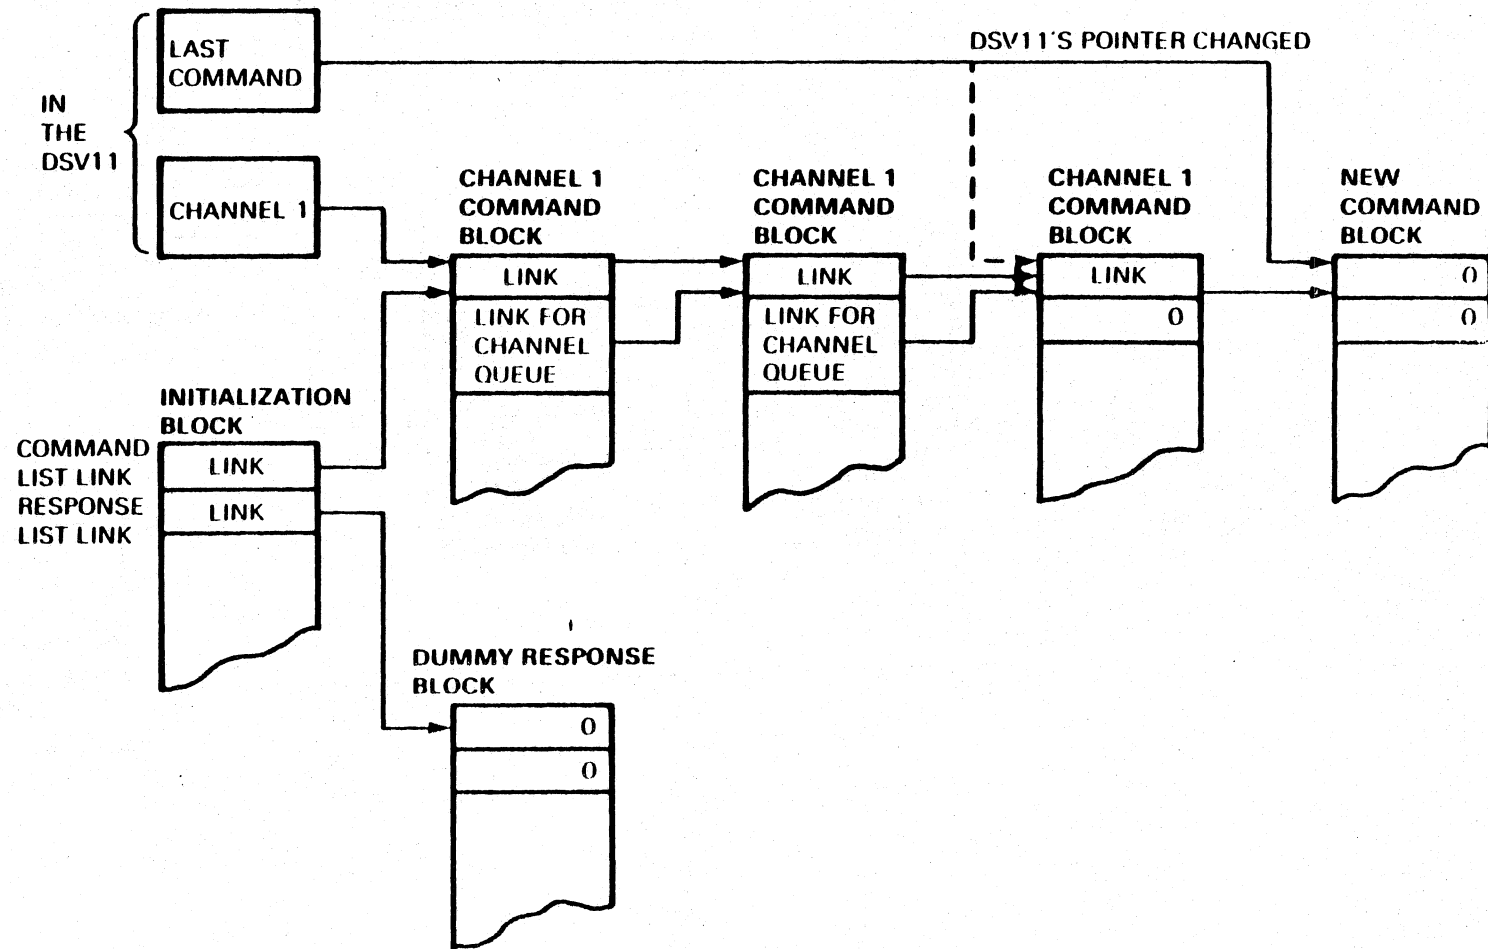 DSV11'S POINTER CHANGED
LAST
COMMAND
IN
THE
DSV11
CHANNEL 1
CHANNEL 1
COMMAND
BLOCK
CHANNEL 1
COMMAND
BLOCK
CHANNEL 1
COMMAND
BLOCK
NEW
COMMAND
BLOCK
LINK
LINK FOR
CHANNEL
QUEUE
LINK
LINK FOR
CHANNEL
QUEUE
LINK
0
0
0
INITIALIZATION
BLOCK
COMMAND
LIST LINK
RESPONSE
LIST LINK
LINK
LINK
DUMMY RESPONSE
BLOCK
0
0